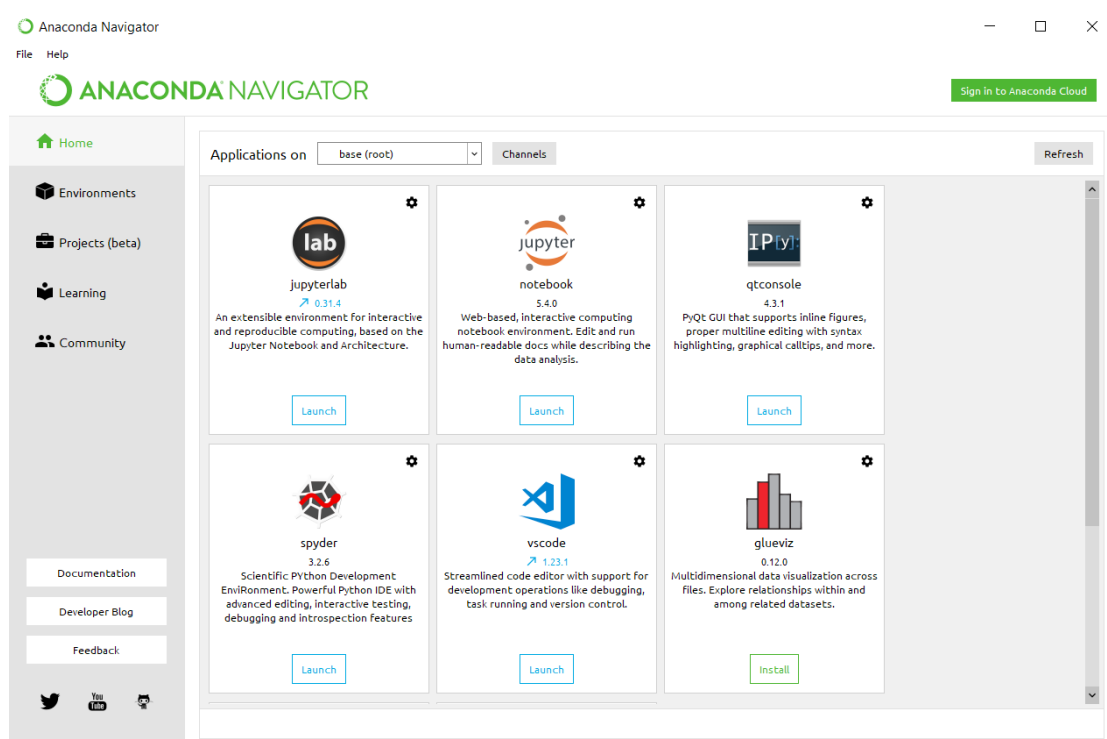 Anaconda Navigator
File Help
ANACONDA NAVIGATOR
Sign in to Anaconda Cloud
Home
Environments
Projects (beta)
Learning
Community
Documentation
Developer Blog
Feedback
You
Tube
Applications on base (root) Channels Refresh
lab
jupyterlab
0.31.4
An extensible environment for interactive
and reproducible computing, based on the
Jupyter Notebook and Architecture.
Launch
jupyter
notebook
5.4.0
Web-based, interactive computing
notebook environment. Edit and run
human-readable docs while describing the
data analysis.
Launch
IP[y]:
qtconsole
4.3.1
PyQt GUI that supports inline figures,
proper multiline editing with syntax
highlighting, graphical calltips, and more.
Launch
spyder
3.2.6
Scientific PYthon Development
EnviRonment. Powerful Python IDE with
advanced editing, interactive testing,
debugging and introspection features
Launch
vscode
1.23.1
Streamlined code editor with support for
development operations like debugging,
task running and version control.
Launch
glueviz
0.12.0
Multidimensional data visualization across
files. Explore relationships within and
among related datasets.
Install